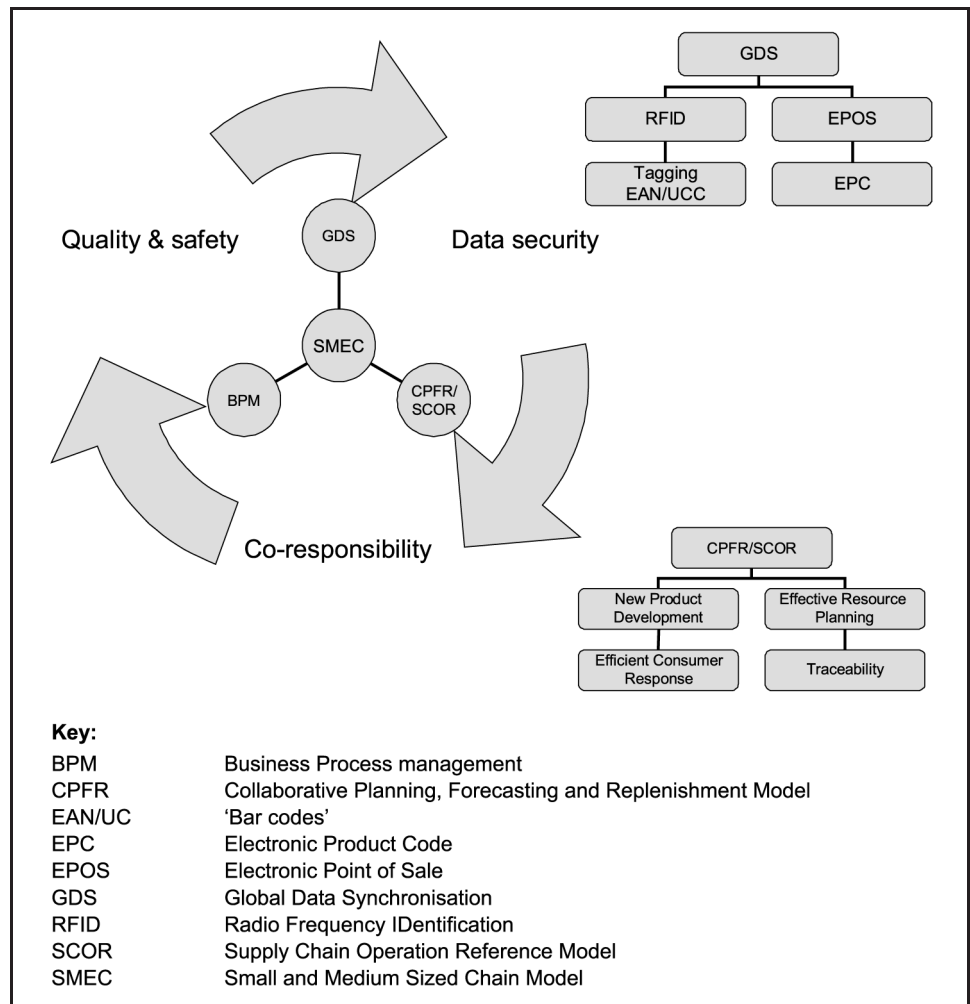 GDS
RFID
EPOS
Tagging
EAN/UCC
EPC
Quality & safety
GDS
Data security
SMEC
BPM
CPFR/
SCOR
Co-responsibility
CPFR/SCOR
New Product
Development
Effective Resource
Planning
Efficient Consumer
Response
Traceability
Key:
BPM Business Process management
CPFR Collaborative Planning, Forecasting and Replenishment Model
EAN/UC ‘Bar codes’
EPC Electronic Product Code
EPOS Electronic Point of Sale
GDS Global Data Synchronisation
RFID Radio Frequency IDentification
SCOR Supply Chain Operation Reference Model
SMEC Small and Medium Sized Chain Model